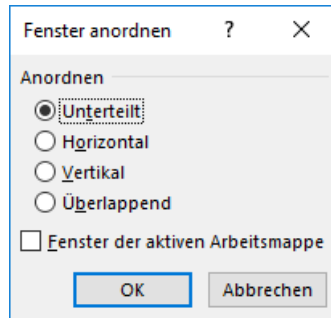 Fenster anordnen ?
Anordnen
Unterteilt
Horizontal
Vertikal
Überlappend
Fenster der aktiven Arbeitsmappe
OK Abbrechen